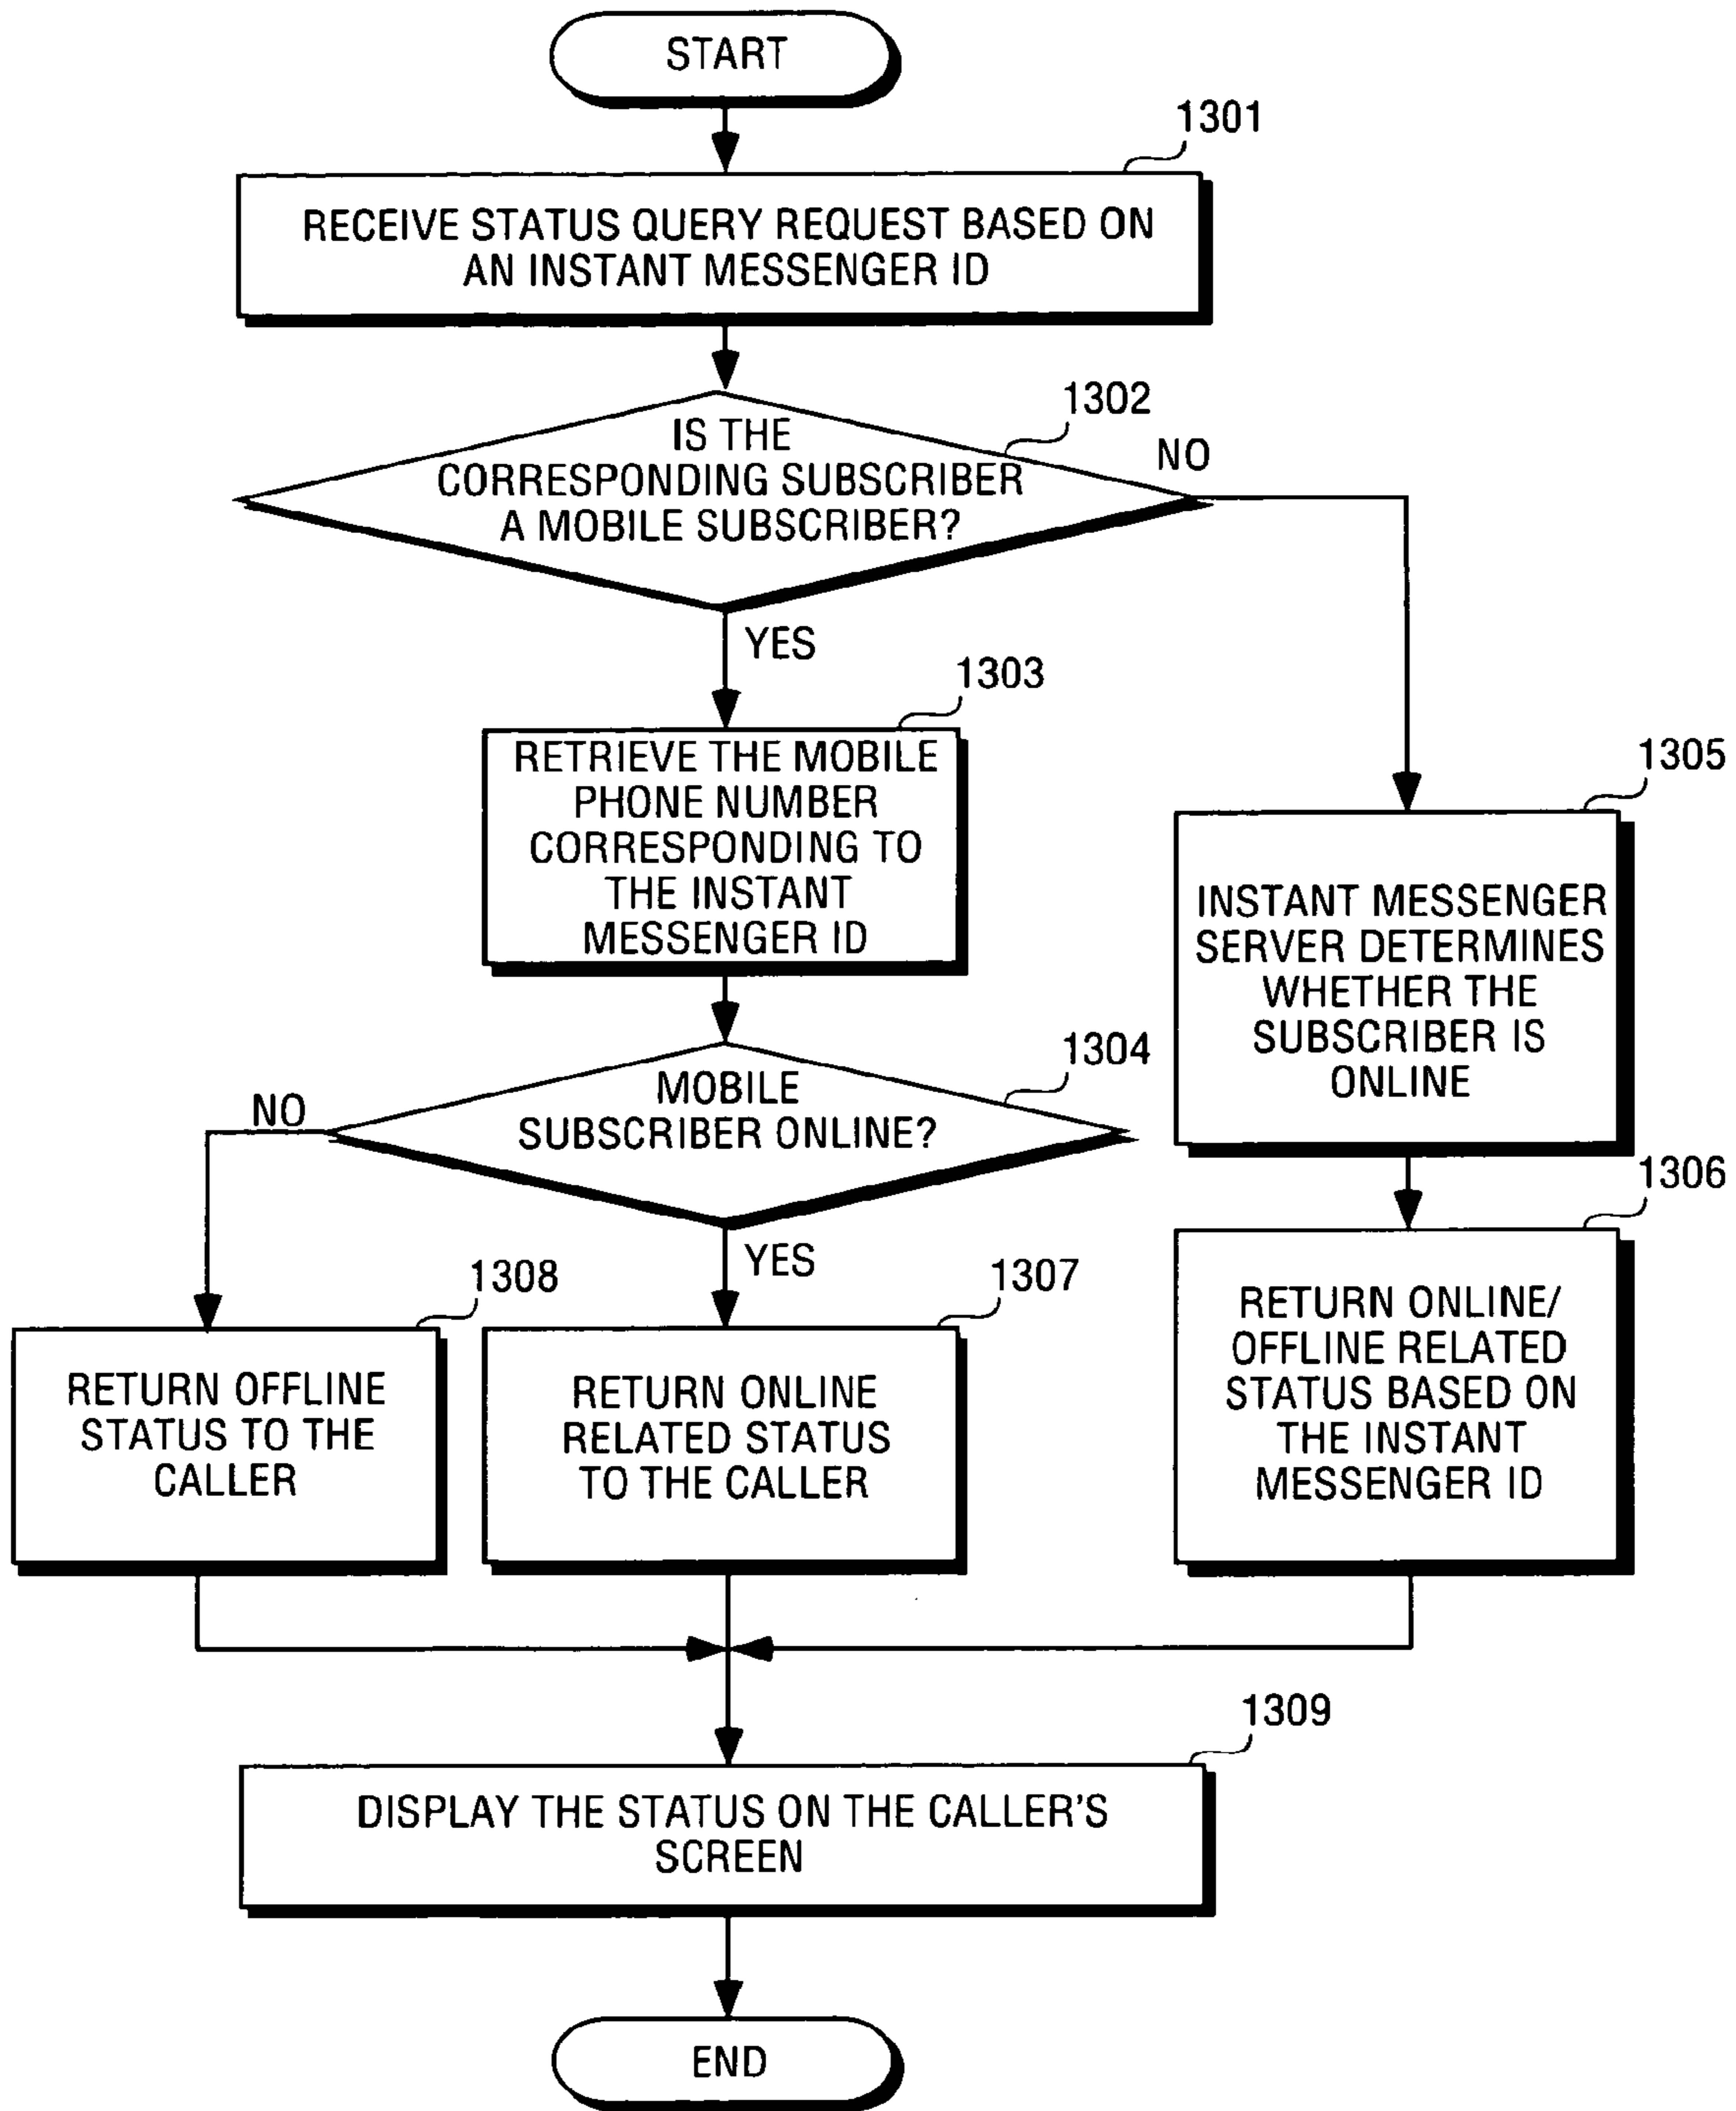 START
1301
RECEIVE STATUS QUERY REQUEST BASED ON
AN INSTANT MESSENGER ID
1302
IS THE
CORRESPONDING SUBSCRIBER
A MOBILE SUBSCRIBER?
NO
YES
1303
RETRIEVE THE MOBILE
PHONE NUMBER
CORRESPONDING TO
THE INSTANT
MESSENGER ID
1305
INSTANT MESSENGER
SERVER DETERMINES
WHETHER THE
SUBSCRIBER IS
ONLINE
1304
MOBILE
SUBSCRIBER ONLINE?
NO
YES
1306
RETURN ONLINE/
OFFLINE RELATED
STATUS BASED ON
THE INSTANT
MESSENGER ID
1308
RETURN OFFLINE
STATUS TO THE
CALLER
1307
RETURN ONLINE
RELATED STATUS
TO THE CALLER
1309
DISPLAY THE STATUS ON THE CALLER'S
SCREEN
END